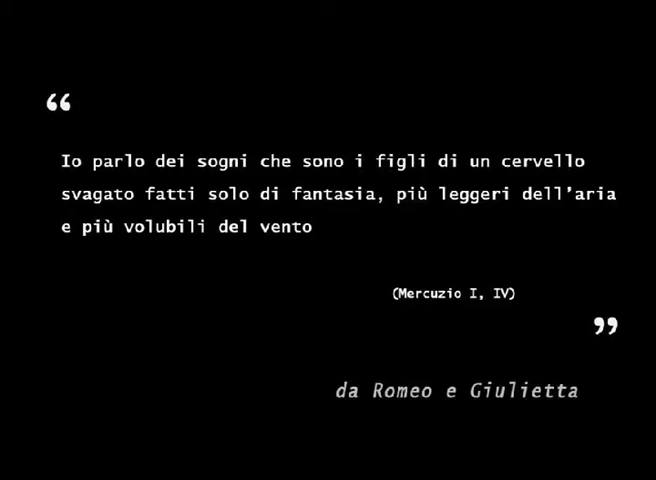 “
Io parlo dei sogni che sono i figli di un cervello
svagato fatti solo di fantasia, più leggeri dell’aria
e più volubili del vento
(Mercuzio I, IV)
”
da Romeo e Giulietta